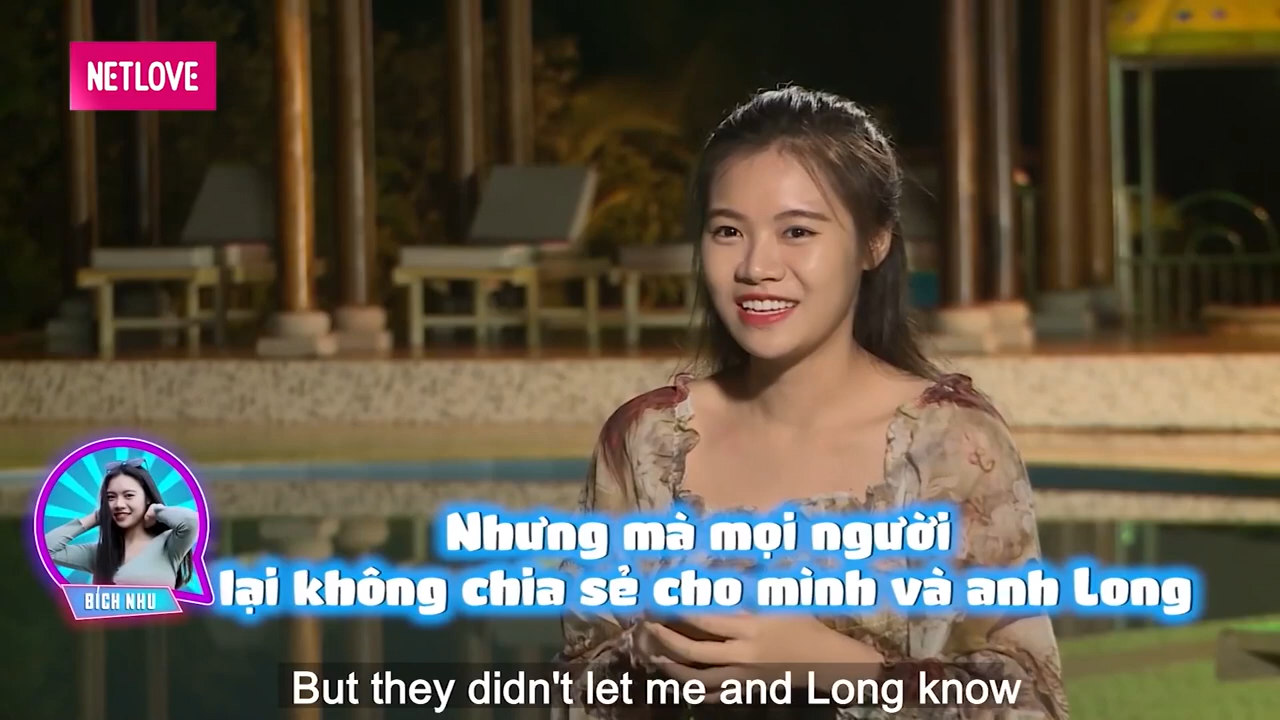 NETLOVE
Nhưng mà mọi người
lại không chia sẻ cho mình và anh Long
BÍCH NHU
But they didn't let me and Long know